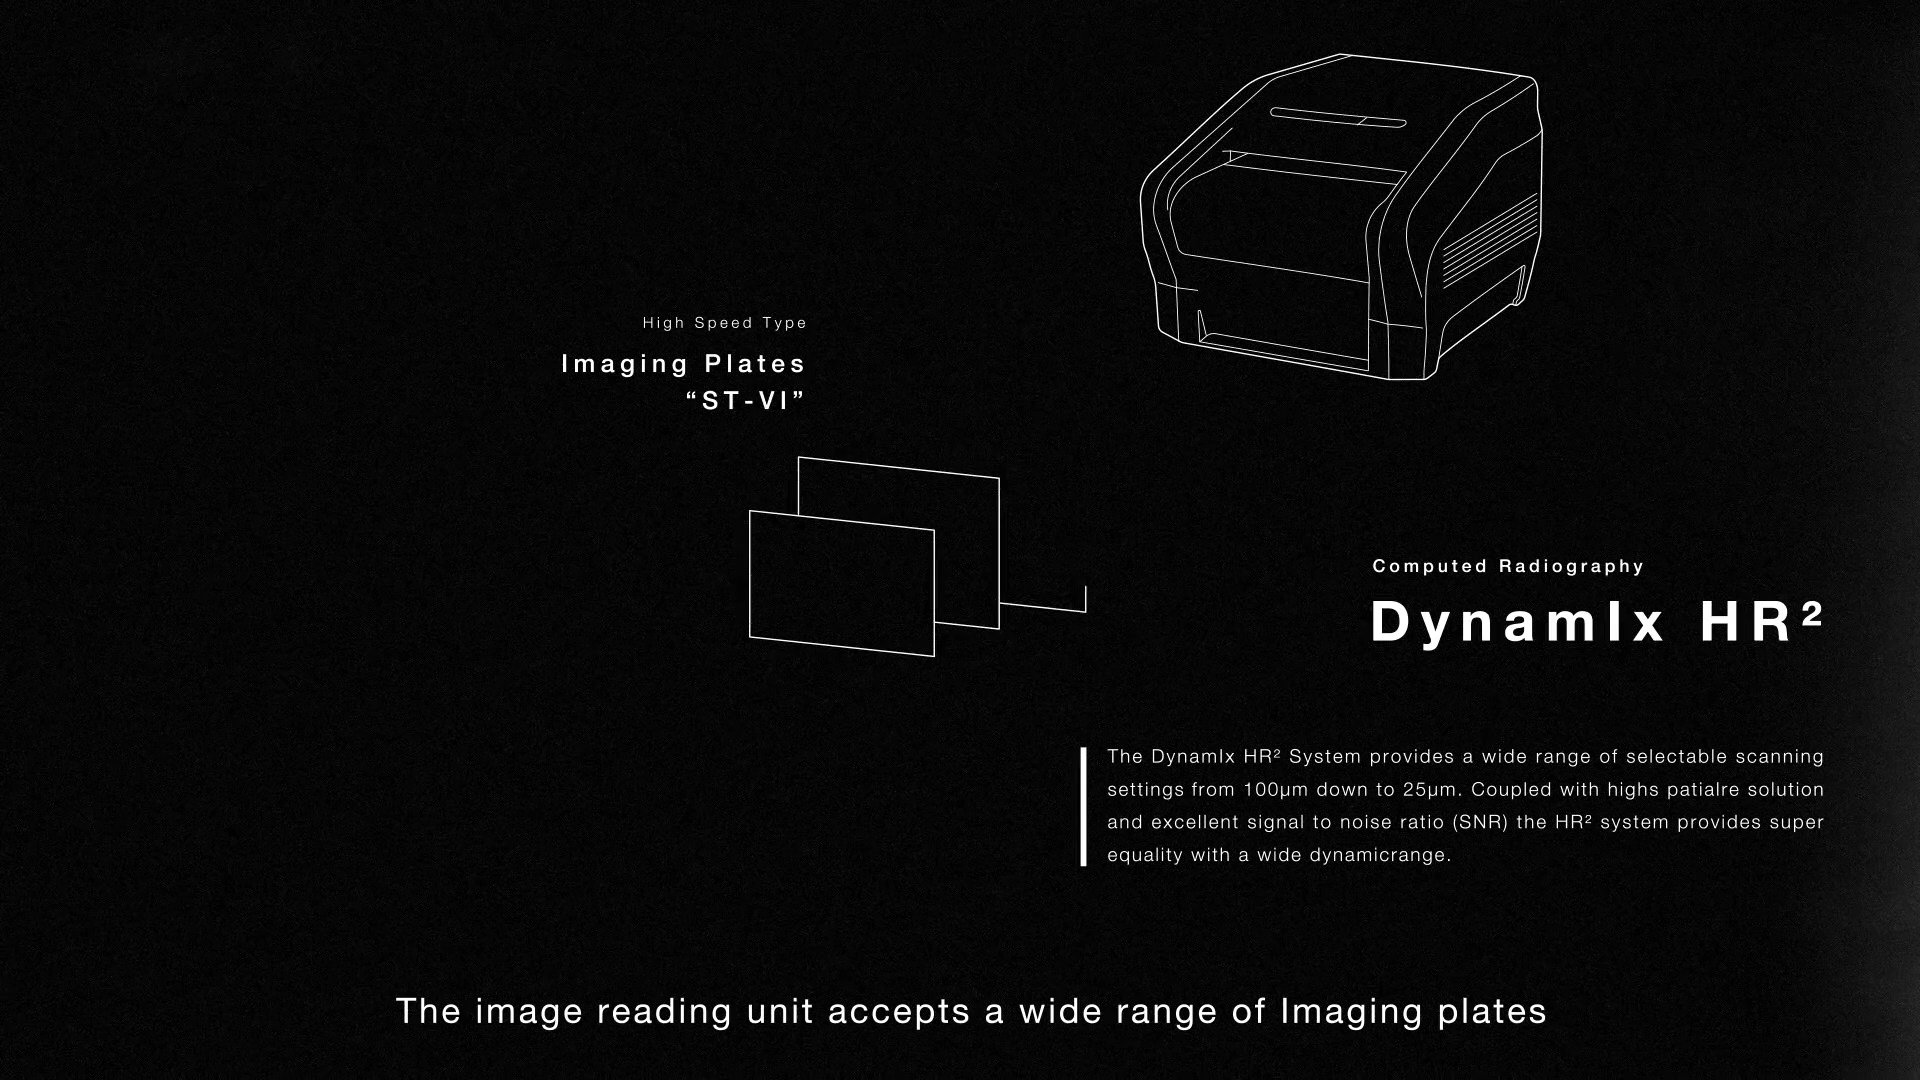 High Speed Type
Imaging Plates
“ST-VI”
Computed Radiography
DynamIx HR²
The DynamIx HR² System provides a wide range of selectable scanning
settings from 100µm down to 25µm. Coupled with highs patialre solution
and excellent signal to noise ratio (SNR) the HR² system provides super
equality with a wide dynamicrange.
The image reading unit accepts a wide range of Imaging plates